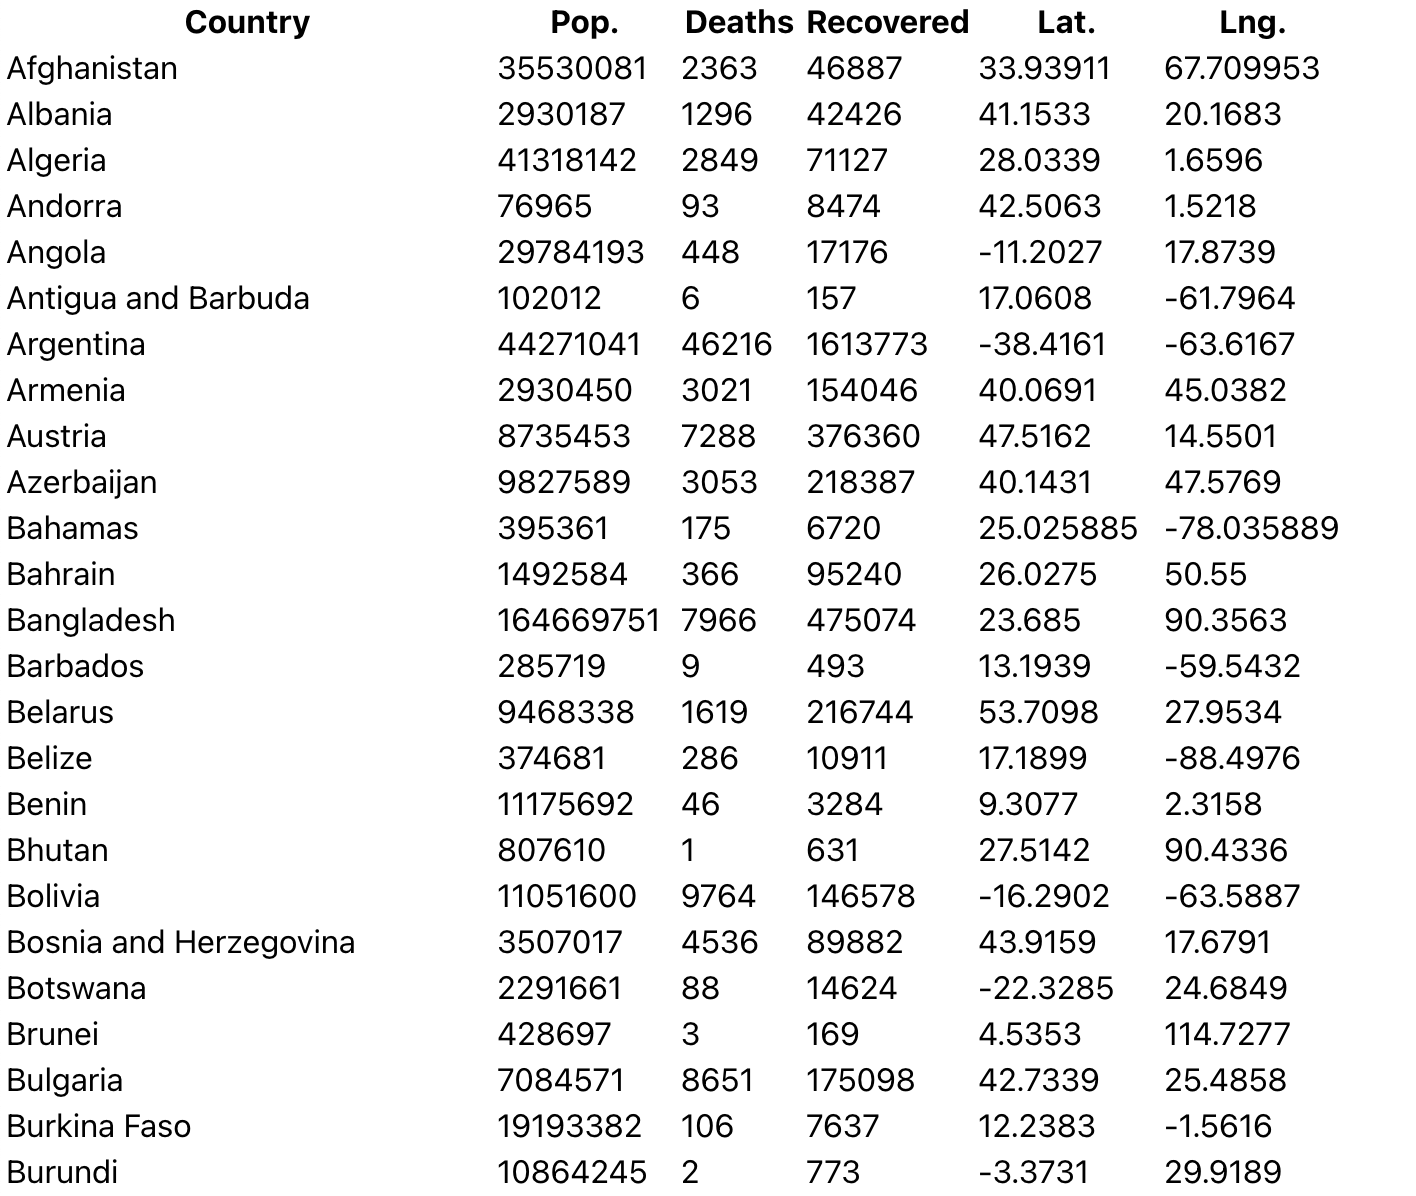 Country Pop. Deaths Recovered Lat. Lng.
Afghanistan 35530081 2363 46887 33.93911 67.709953
Albania 2930187 1296 42426 41.1533 20.1683
Algeria 41318142 2849 71127 28.0339 1.6596
Andorra 76965 93 8474 42.5063 1.5218
Angola 29784193 448 17176 -11.2027 17.8739
Antigua and Barbuda 102012 6 157 17.0608 -61.7964
Argentina 44271041 46216 1613773 -38.4161 -63.6167
Armenia 2930450 3021 154046 40.0691 45.0382
Austria 8735453 7288 376360 47.5162 14.5501
Azerbaijan 9827589 3053 218387 40.1431 47.5769
Bahamas 395361 175 6720 25.025885 -78.035889
Bahrain 1492584 366 95240 26.0275 50.55
Bangladesh 164669751 7966 475074 23.685 90.3563
Barbados 285719 9 493 13.1939 -59.5432
Belarus 9468338 1619 216744 53.7098 27.9534
Belize 374681 286 10911 17.1899 -88.4976
Benin 11175692 46 3284 9.3077 2.3158
Bhutan 807610 1 631 27.5142 90.4336
Bolivia 11051600 9764 146578 -16.2902 -63.5887
Bosnia and Herzegovina 3507017 4536 89882 43.9159 17.6791
Botswana 2291661 88 14624 -22.3285 24.6849
Brunei 428697 3 169 4.5353 114.7277
Bulgaria 7084571 8651 175098 42.7339 25.4858
Burkina Faso 19193382 106 7637 12.2383 -1.5616
Burundi 10864245 2 773 -3.3731 29.9189